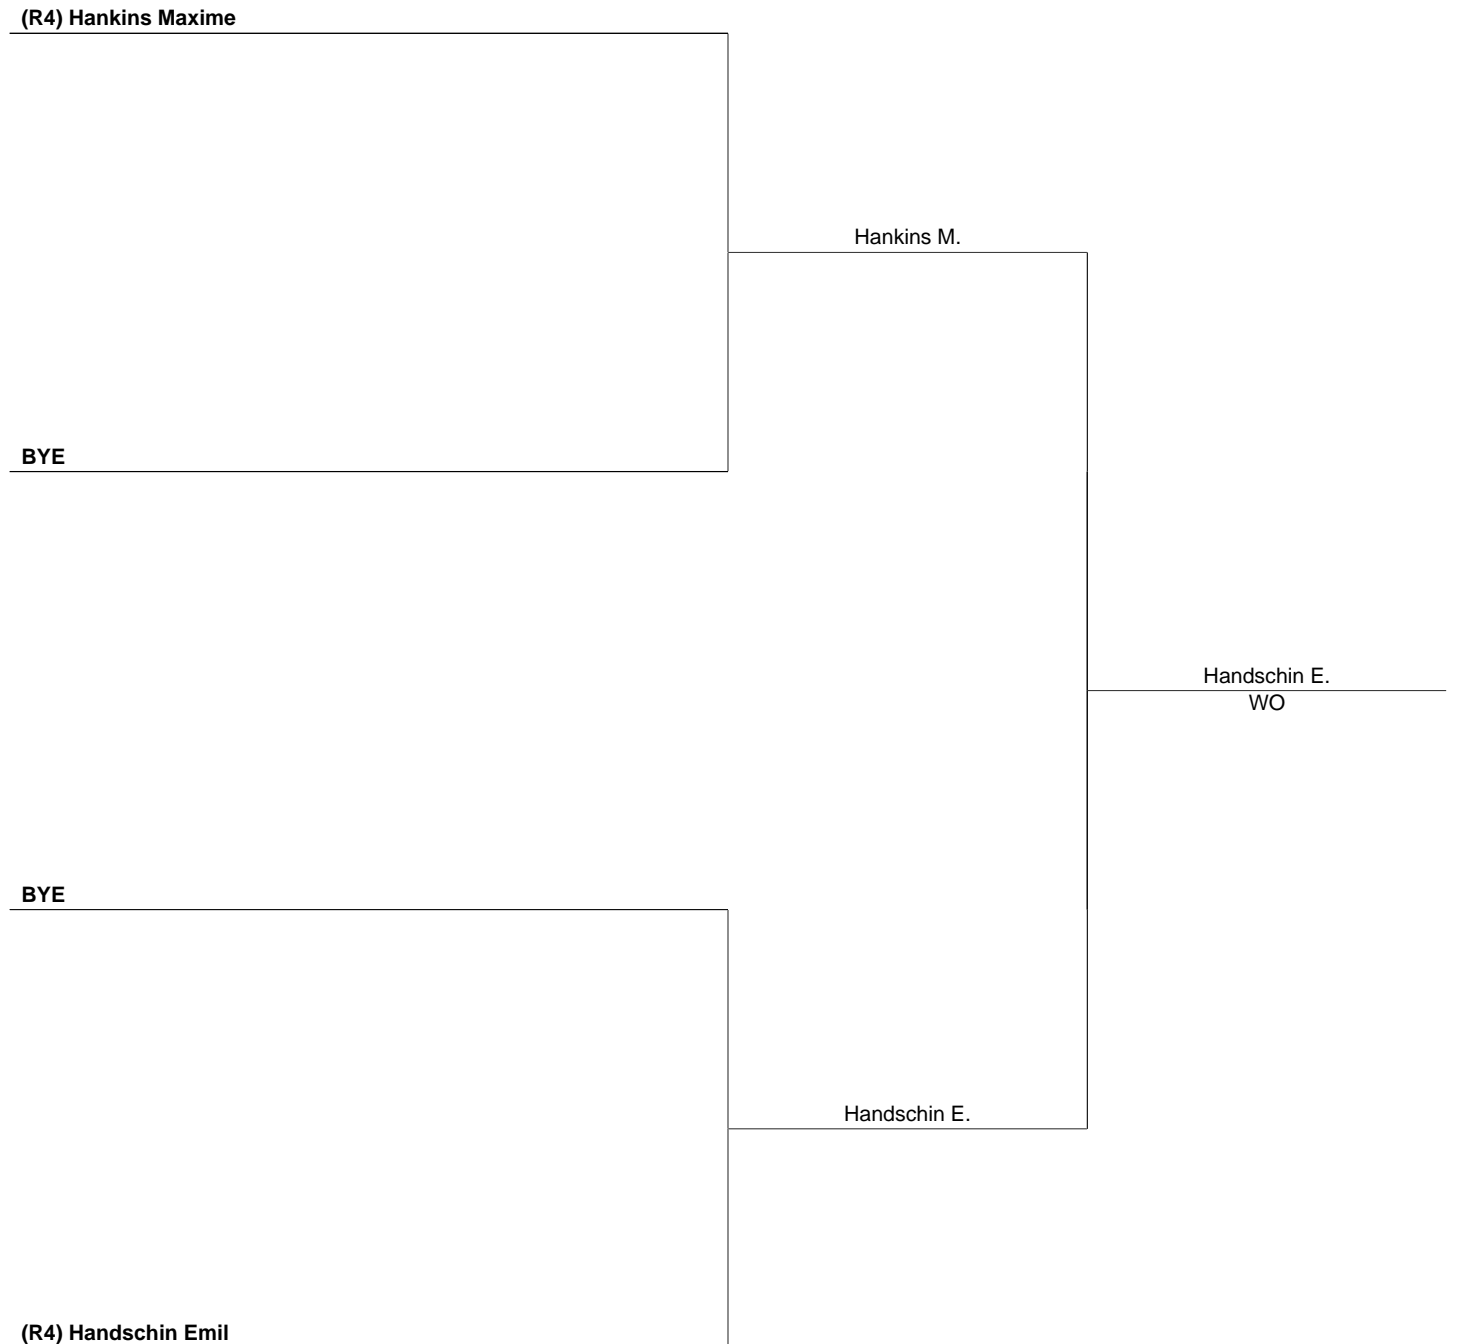 (R4) Hankins Maxime
Hankins M.
BYE
Handschin E.
WO
BYE
Handschin E.
(R4) Handschin Emil